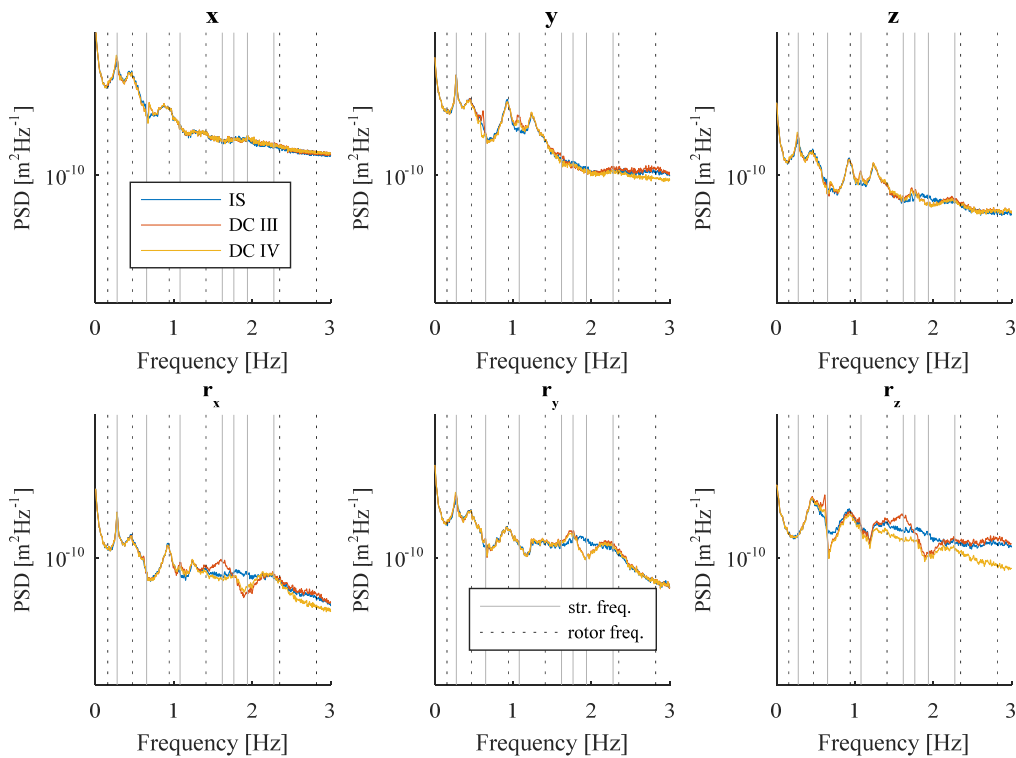 x
y
z
PSD [m²Hz⁻¹]
PSD [m²Hz⁻¹]
PSD [m²Hz⁻¹]
10⁻¹⁰
10⁻¹⁰
10⁻¹⁰
IS
DC III
DC IV
0 1 2 3
0 1 2 3
0 1 2 3
Frequency [Hz]
Frequency [Hz]
Frequency [Hz]
rₓ
r_y
r_z
PSD [m²Hz⁻¹]
PSD [m²Hz⁻¹]
PSD [m²Hz⁻¹]
10⁻¹⁰
10⁻¹⁰
10⁻¹⁰
str. freq.
rotor freq.
0 1 2 3
0 1 2 3
0 1 2 3
Frequency [Hz]
Frequency [Hz]
Frequency [Hz]